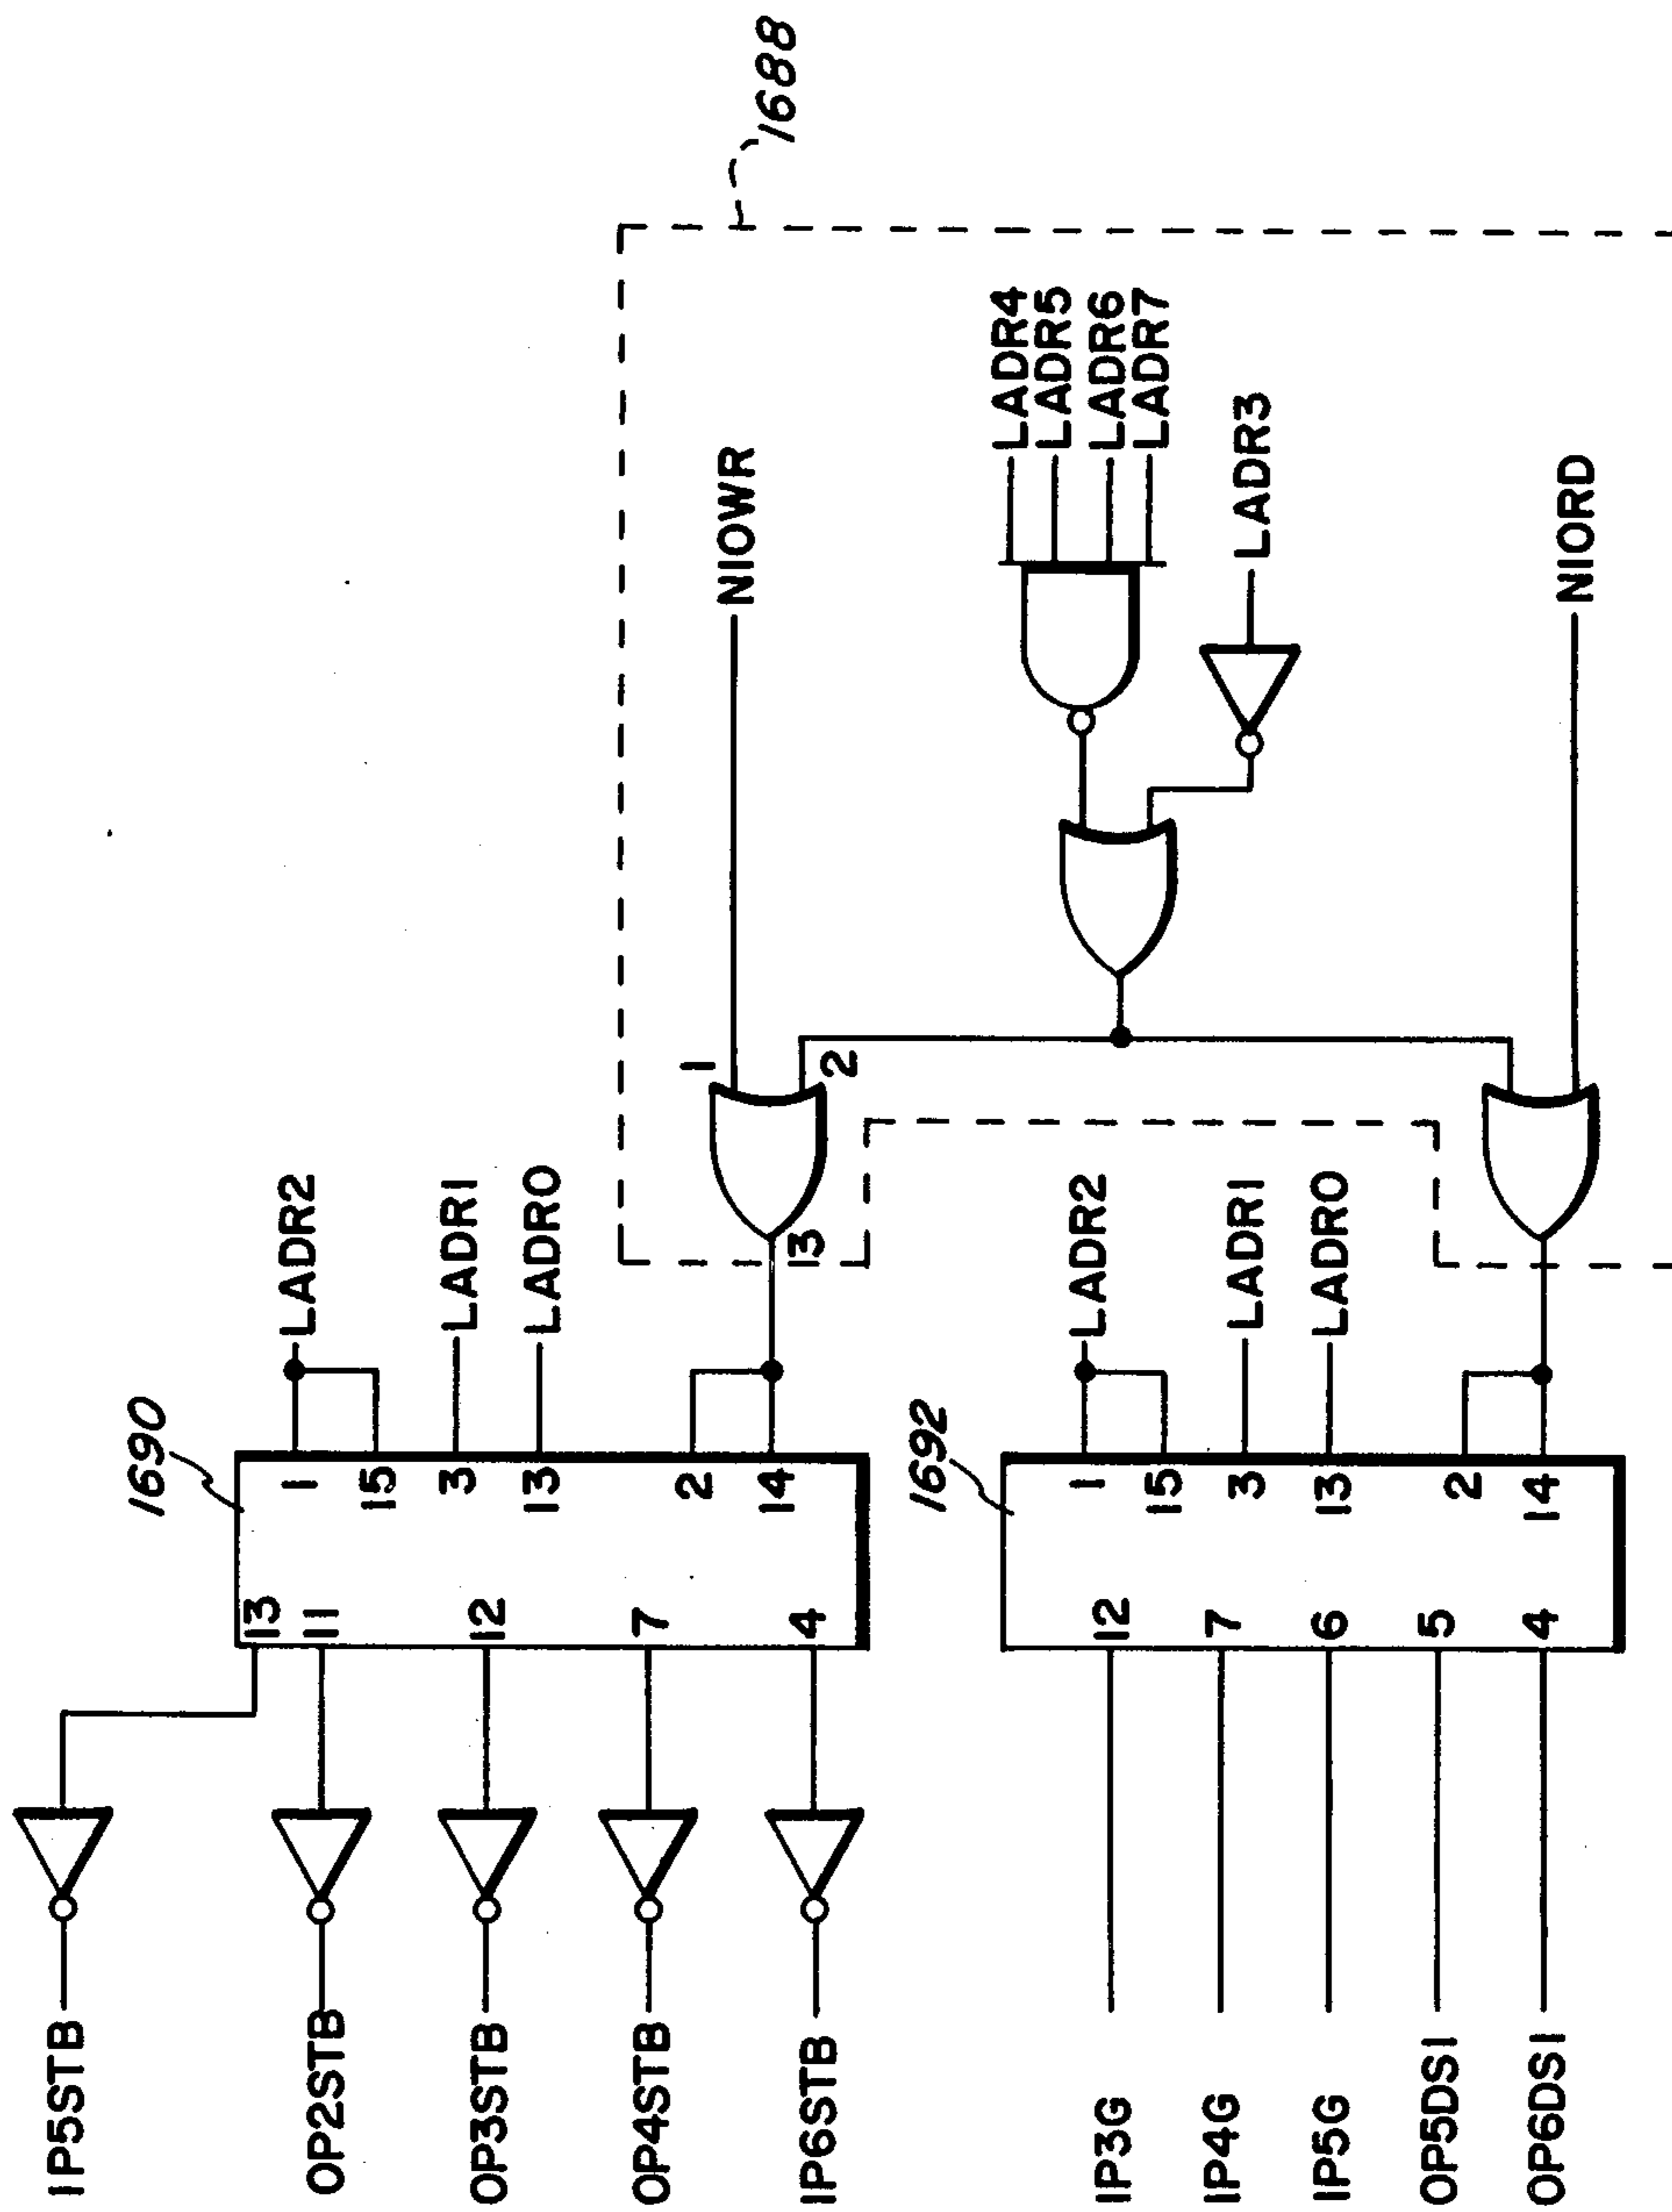 1688
NIOWR
LADR4
LADR5
LADR6
LADR7
LADR3
NIORD
1
2
13
LADR2
LADR1
LADR0
1690
1
15
3
13
2
14
13
11
12
7
4
IP5STB
OP2STB
OP3STB
OP4STB
IP6STB
LADR2
LADR1
LADR0
1692
1
15
3
13
2
14
12
7
6
5
4
IP3G
IP4G
IP5G
OP5DS1
OP6DS1